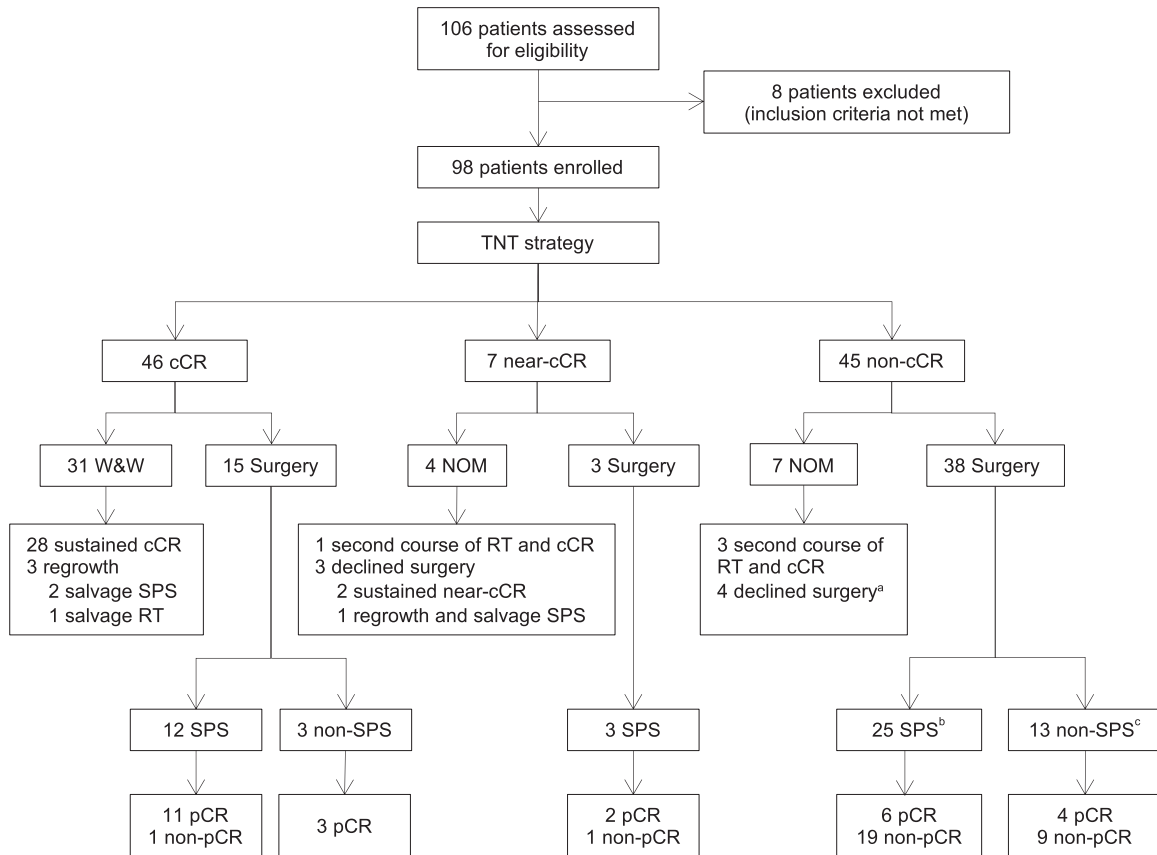 106 patients assessed
for eligibility
8 patients excluded
(inclusion criteria not met)
98 patients enrolled
TNT strategy
46 cCR
7 near-cCR
45 non-cCR
31 W&W
15 Surgery
4 NOM
3 Surgery
7 NOM
38 Surgery
28 sustained cCR
3 regrowth
2 salvage SPS
1 salvage RT
1 second course of RT and cCR
3 declined surgery
2 sustained near-cCR
1 regrowth and salvage SPS
3 second course of
RT and cCR
4 declined surgeryᵃ
12 SPS
3 non-SPS
3 SPS
25 SPSᵇ
13 non-SPSᶜ
11 pCR
1 non-pCR
3 pCR
2 pCR
1 non-pCR
6 pCR
19 non-pCR
4 pCR
9 non-pCR